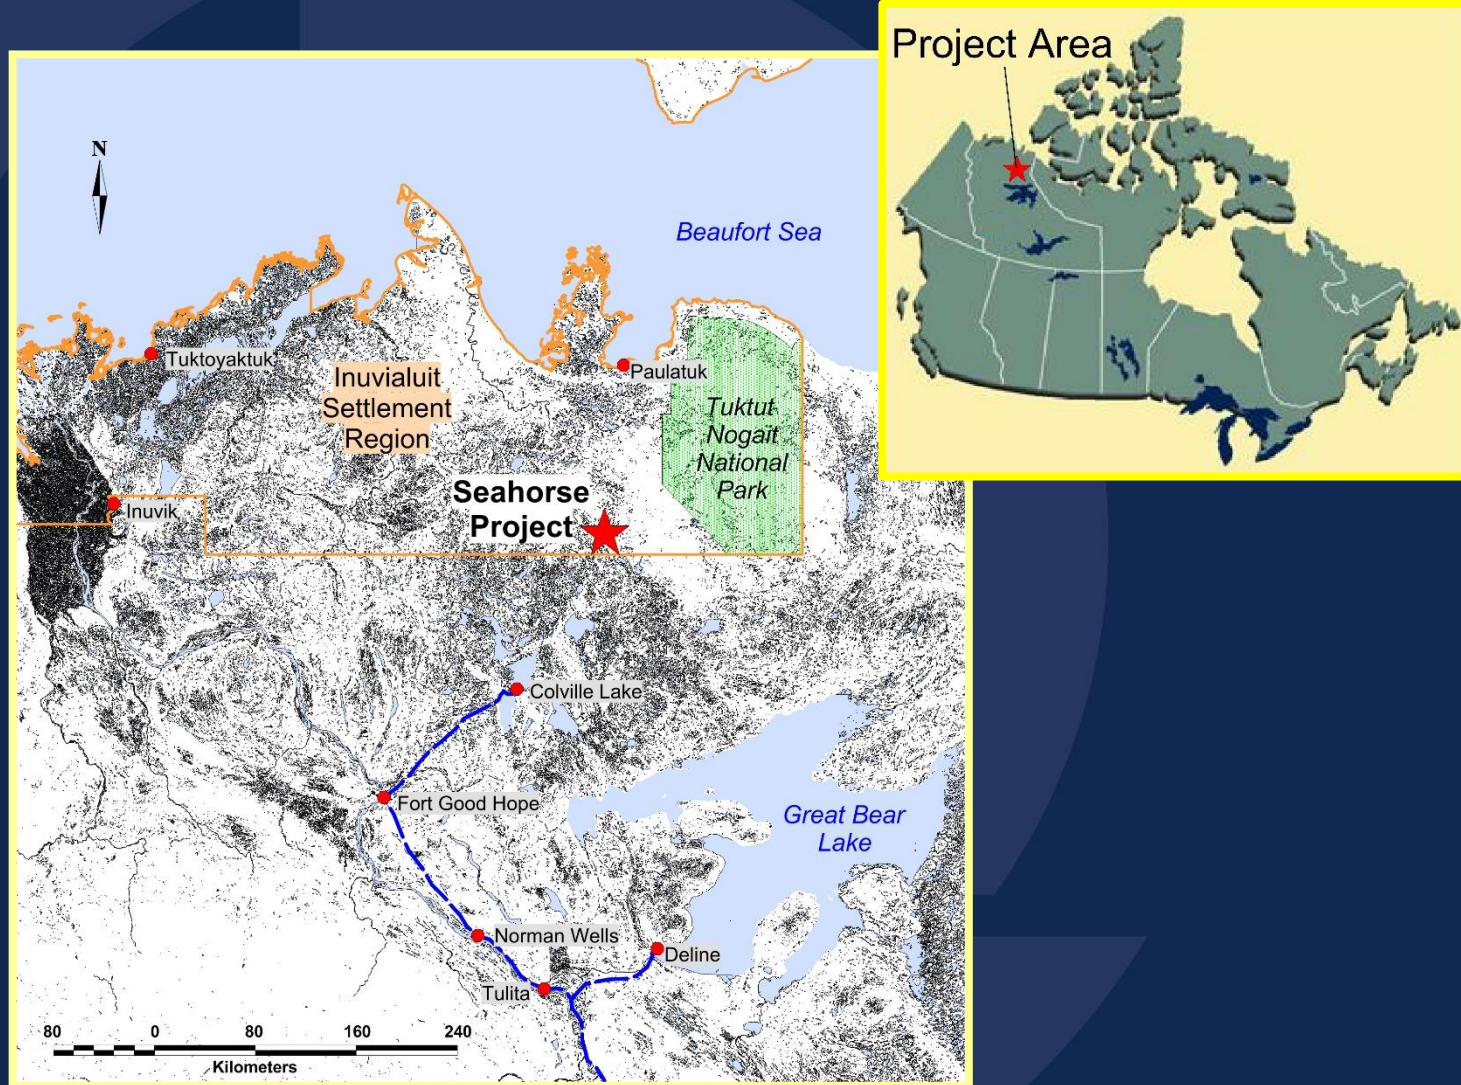 Project Area
N
Beaufort Sea
Tuktoyaktuk
Inuvialuit
Settlement
Region
Paulatuk
Tuktut
Nogait
National
Park
Seahorse
Project
Inuvik
Colville Lake
Fort Good Hope
Great Bear
Lake
Norman Wells
Deline
Tulita
80 0 80 160 240
Kilometers